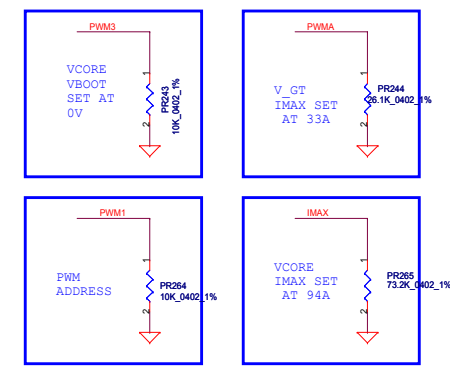 PWM3
VCORE
VBOOT
SET AT
0V
1
PR243
10K_0402_1%
2
PWMA
V_GT
IMAX SET
AT 33A
1
PR244
26.1K_0402_1%
2
PWM1
PWM
ADDRESS
1
PR264
10K_0402_1%
2
IMAX
VCORE
IMAX SET
AT 94A
1
PR265
73.2K_0402_1%
2